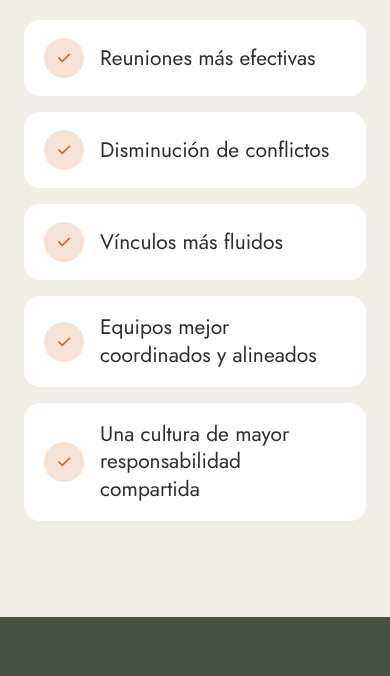 Reuniones más efectivas
Disminución de conflictos
Vínculos más fluidos
Equipos mejor
coordinados y alineados
Una cultura de mayor
responsabilidad
compartida